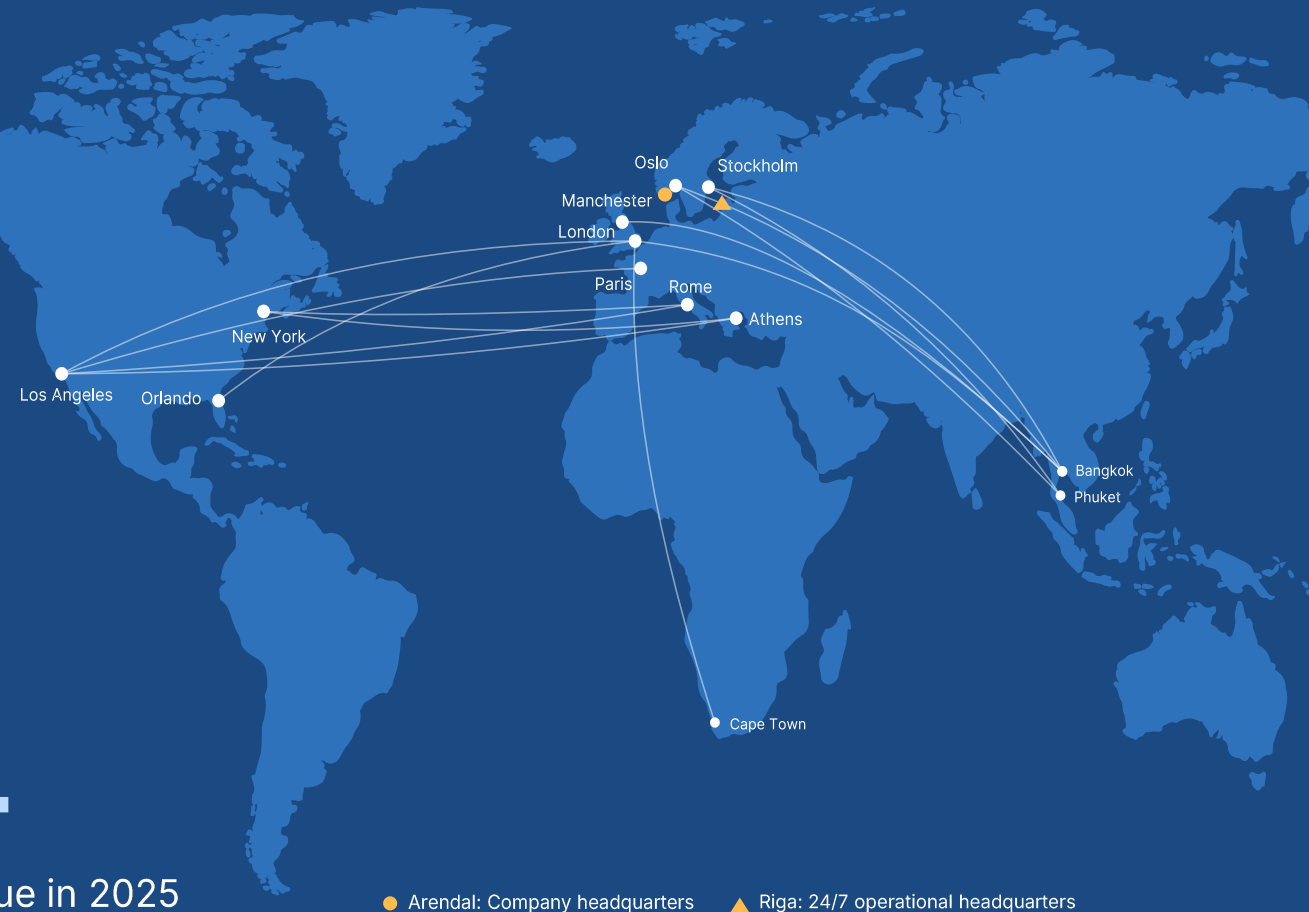 Oslo
Stockholm
Manchester
London
Paris
Rome
Athens
New York
Los Angeles
Orlando
Bangkok
Phuket
Cape Town
ue in 2025
Arendal: Company headquarters
Riga: 24/7 operational headquarters